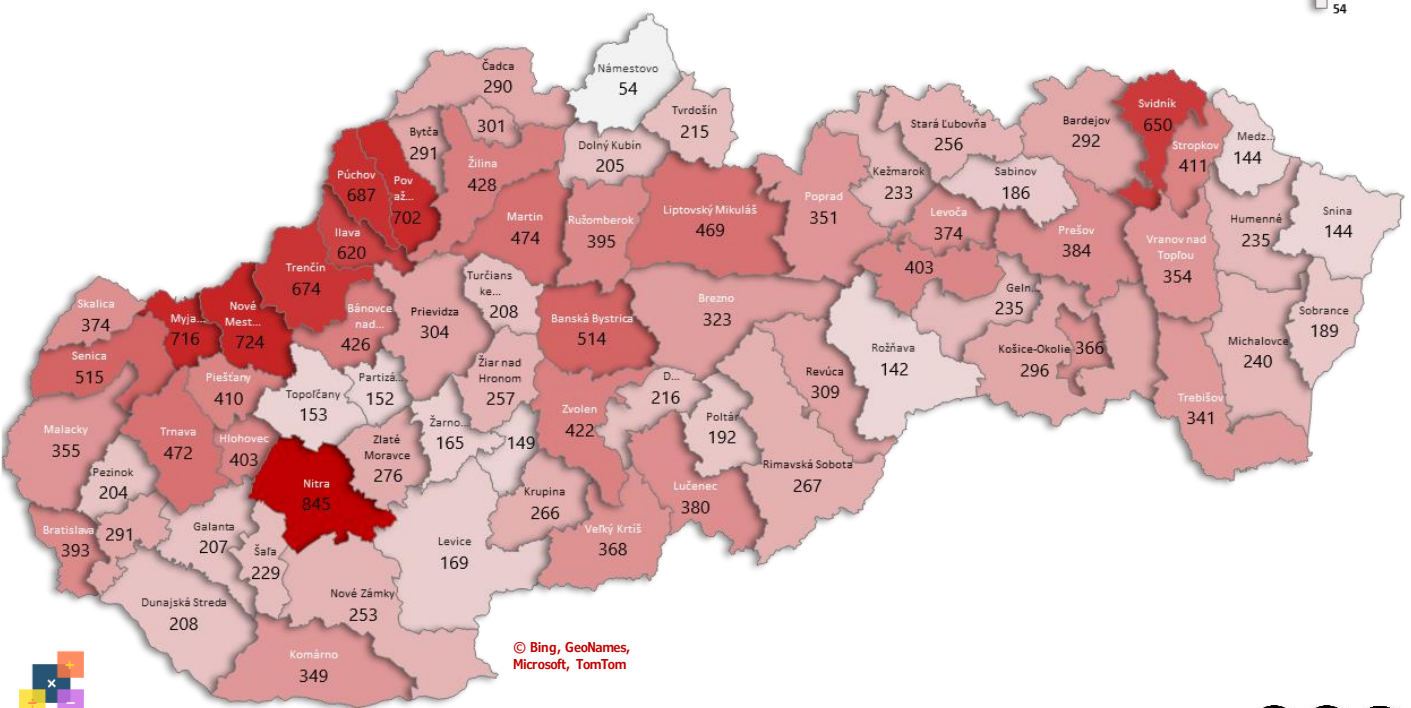 54
Čadca
290
Námestovo
54
Tvrdošín
215
Bytča
291
301
Žilina
428
Dolný Kubín
205
Púchov
687
Pov
až...
702
Ilava
620
Trenčín
674
Martin
474
Ružomberok
395
Liptovský Mikuláš
469
Poprad
351
Kežmarok
233
Stará Ľubovňa
256
Sabinov
186
Bardejov
292
Svidník
650
Stropkov
411
Medz...
144
Levoča
374
403
Prešov
384
Vranov nad
Topľou
354
Humenné
235
Snina
144
Sobrance
189
Michalovce
240
Trebišov
341
Geln...
235
Košice-Okolie
296
366
Rožňava
142
Skalica
374
Senica
515
Myja...
716
Nové
Mest...
724
Bánovce
nad...
426
Prievidza
304
Turčians
ke...
208
Banská Bystrica
514
Brezno
323
Revúca
309
Piešťany
410
Topoľčany
153
Partizá...
152
Žiar nad
Hronom
257
Zvolen
422
D...
216
Poltár
192
Rimavská Sobota
267
Malacky
355
Trnava
472
Hlohovec
403
Zlaté
Moravce
276
Žarno...
165
149
Krupina
266
Lučenec
380
Veľký Krtíš
368
Pezinok
204
Nitra
845
Bratislava
393
291
Galanta
207
Šaľa
229
Levice
169
Nové Zámky
253
Dunajská Streda
208
Komárno
349
© Bing, GeoNames,
Microsoft, TomTom